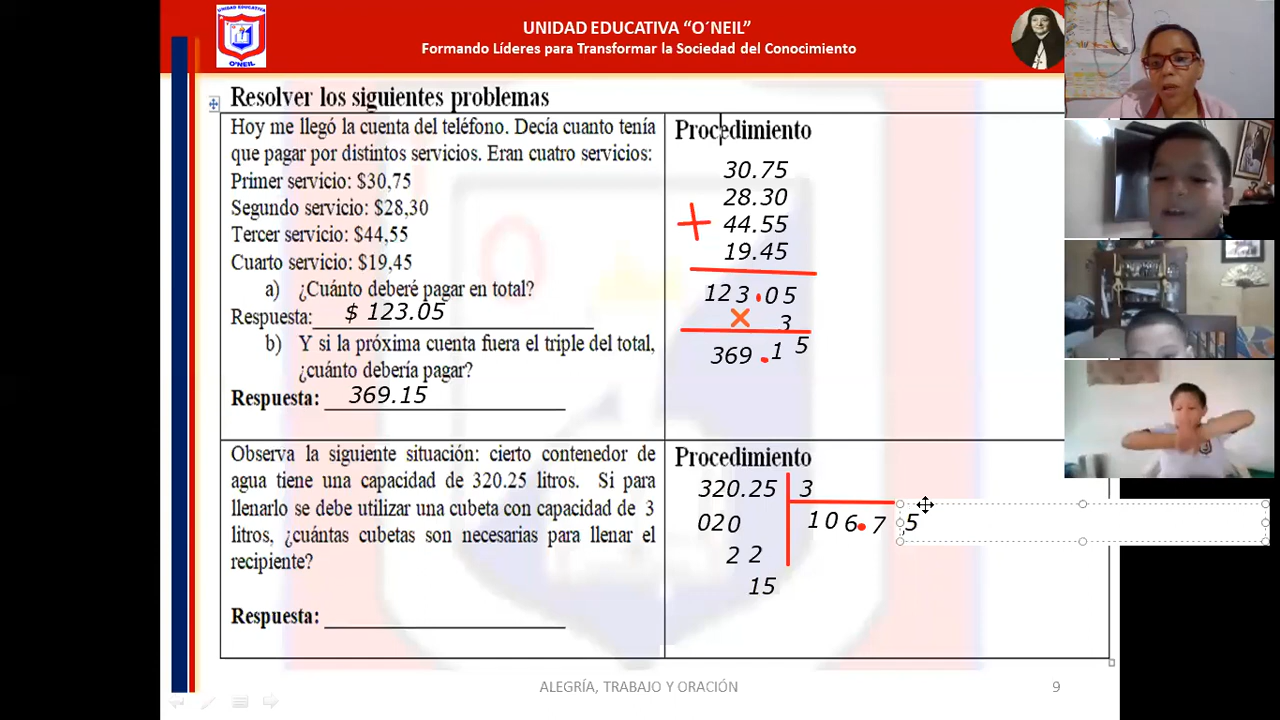 UNIDAD EDUCATIVA
O´NEIL
UNIDAD EDUCATIVA “O´NEIL”
Formando Líderes para Transformar la Sociedad del Conocimiento
Resolver los siguientes problemas
Hoy me llegó la cuenta del teléfono. Decía cuanto tenía
que pagar por distintos servicios. Eran cuatro servicios:
Primer servicio: $30,75
Segundo servicio: $28,30
Tercer servicio: $44,55
Cuarto servicio: $19,45
a) ¿Cuánto deberé pagar en total?
Respuesta: $ 123.05
b) Y si la próxima cuenta fuera el triple del total,
¿cuánto debería pagar?
Respuesta: 369.15
Procedimiento
30.75
28.30
+ 44.55
19.45
123.05
× 3
369.15
Observa la siguiente situación: cierto contenedor de
agua tiene una capacidad de 320.25 litros. Si para
llenarlo se debe utilizar una cubeta con capacidad de 3
litros, ¿cuántas cubetas son necesarias para llenar el
recipiente?
Respuesta:
Procedimiento
320.25 3
020 106.75
22
15
ALEGRÍA, TRABAJO Y ORACIÓN
9